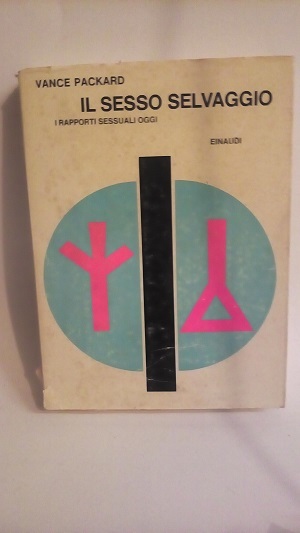 VANCE PACKARD
IL SESSO SELVAGGIO
I RAPPORTI SESSUALI OGGI
EINAUDI